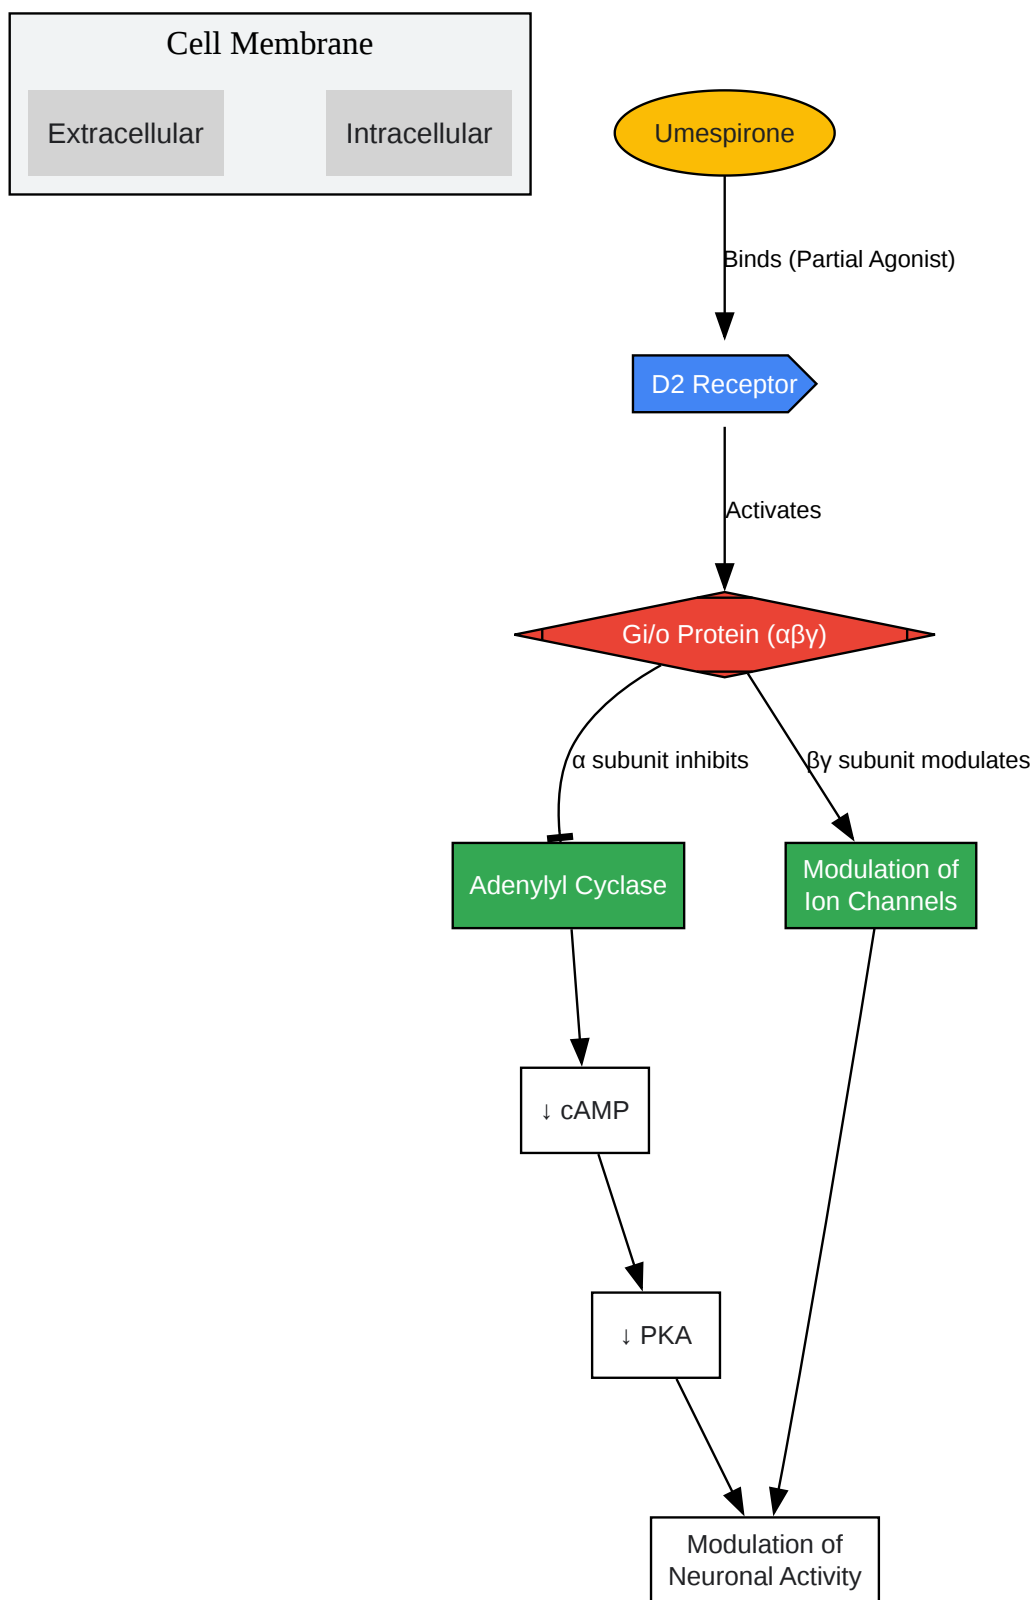 Cell Membrane
Extracellular
Intracellular
Umespirone
Binds (Partial Agonist)
D2 Receptor
Activates
Gi/o Protein (αβγ)
α subunit inhibits
βγ subunit modulates
Adenylyl Cyclase
Modulation of
Ion Channels
↓ cAMP
↓ PKA
Modulation of
Neuronal Activity